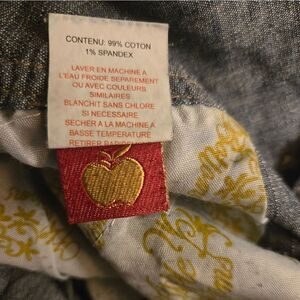 CONTENU: 99% COTON
1% SPANDEX
LAVER EN MACHINE A
L'EAU FROIDE SEPAREMENT
OU AVEC COULEURS
SIMILAIRES
BLANCHIT SANS CHLORE
SI NECESSAIRE
SECHER A LA MACHINE A
BASSE TEMPERATURE
RETIRER